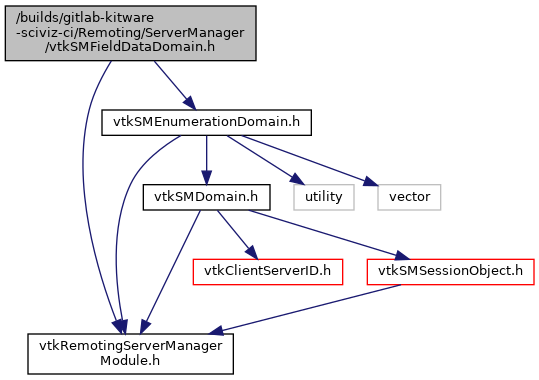 /builds/gitlab-kitware
-sciviz-ci/Remoting/ServerManager
/vtkSMFieldDataDomain.h
vtkSMEnumerationDomain.h
vtkSMDomain.h
utility
vector
vtkClientServerID.h
vtkSMSessionObject.h
vtkRemotingServerManager
Module.h